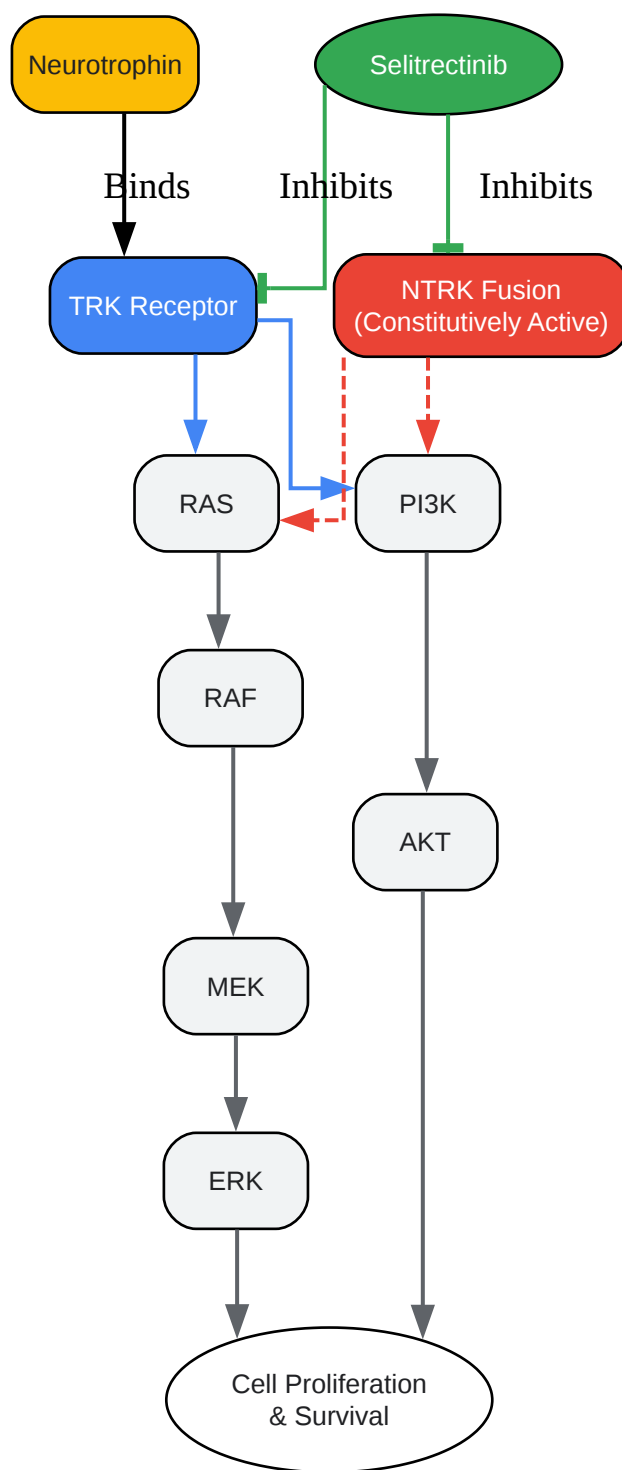 Neurotrophin
Selitrectinib
Binds
Inhibits
Inhibits
TRK Receptor
NTRK Fusion
(Constitutively Active)
RAS
PI3K
RAF
AKT
MEK
ERK
Cell Proliferation
& Survival